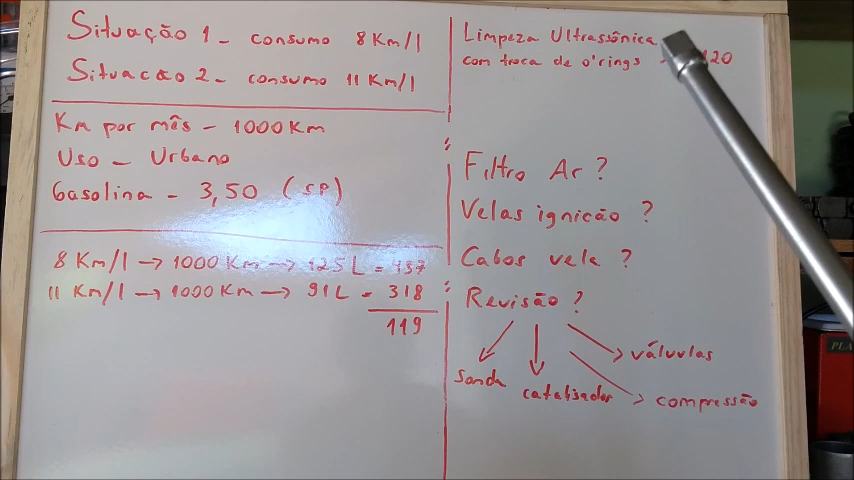 Situação 1 - consumo 8 Km/l
Situacao 2 - consumo 11 Km/l
Km por mês - 1000 Km
Uso - Urbano
Gasolina - 3,50 (SP)
8 Km/l → 1000 Km → 125 L = 437
11 Km/l → 1000 Km → 91 L = 318
119
Limpeza Ultrassônica
com troca de o'rings 120
Filtro Ar ?
Velas ignicão ?
Cabos vela ?
Revisão ?
válvulas
sonda
catalisador
compressão